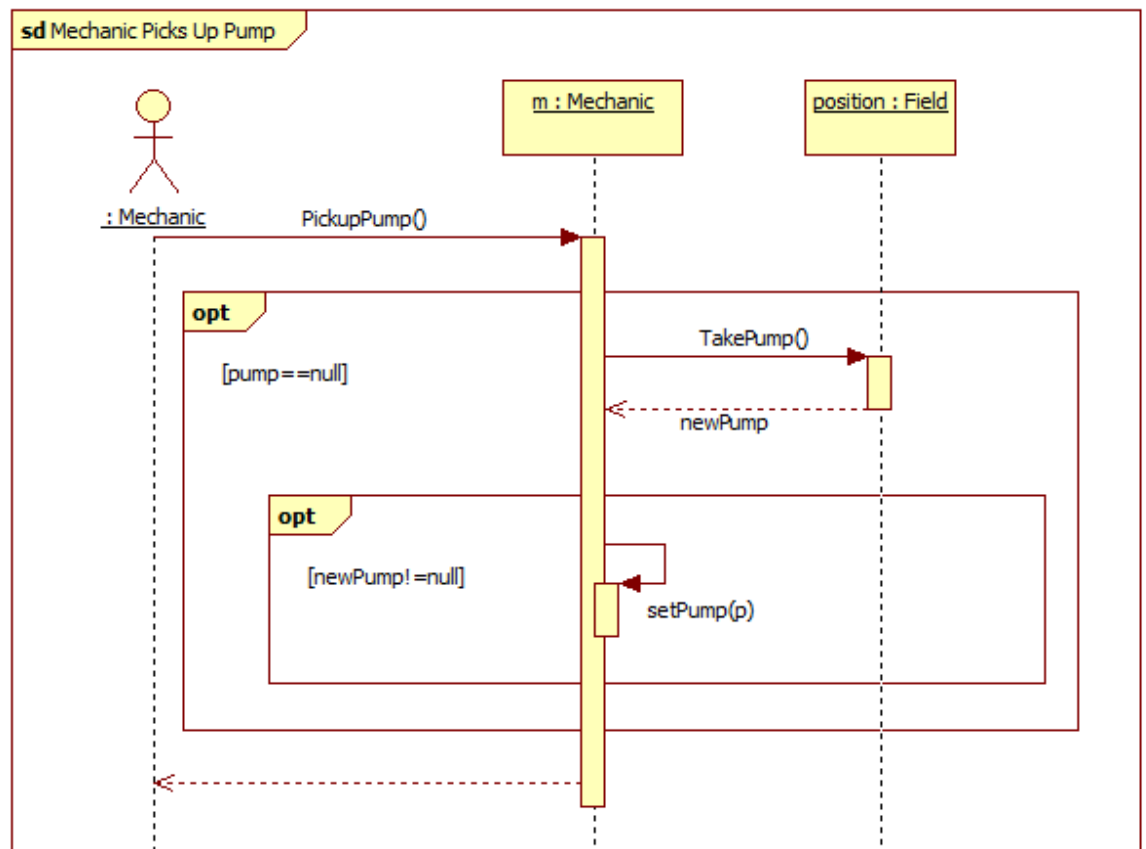 sd Mechanic Picks Up Pump
m : Mechanic
position : Field
: Mechanic
PickupPump()
opt
TakePump()
[pump==null]
newPump
opt
[newPump!=null]
setPump(p)